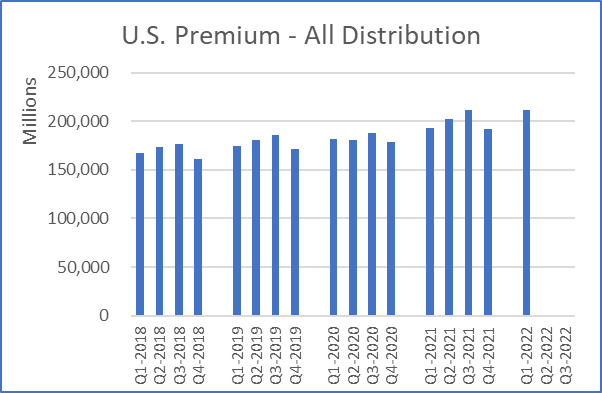 U.S. Premium - All Distribution
Millions
250,000
200,000
150,000
100,000
50,000
0
Q1-2018
Q2-2018
Q3-2018
Q4-2018
Q1-2019
Q2-2019
Q3-2019
Q4-2019
Q1-2020
Q2-2020
Q3-2020
Q4-2020
Q1-2021
Q2-2021
Q3-2021
Q4-2021
Q1-2022
Q2-2022
Q3-2022